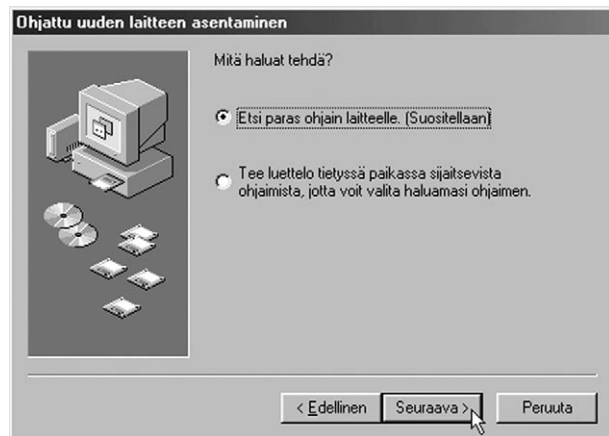 Ohjattu uuden laitteen asentaminen
Mitä haluat tehdä?
Etsi paras ohjain laitteelle. (Suositellaan)
Tee luettelo tietyssä paikassa sijaitsevista
ohjaimista, jotta voit valita haluamasi ohjaimen.
< Edellinen Seuraava > Peruuta